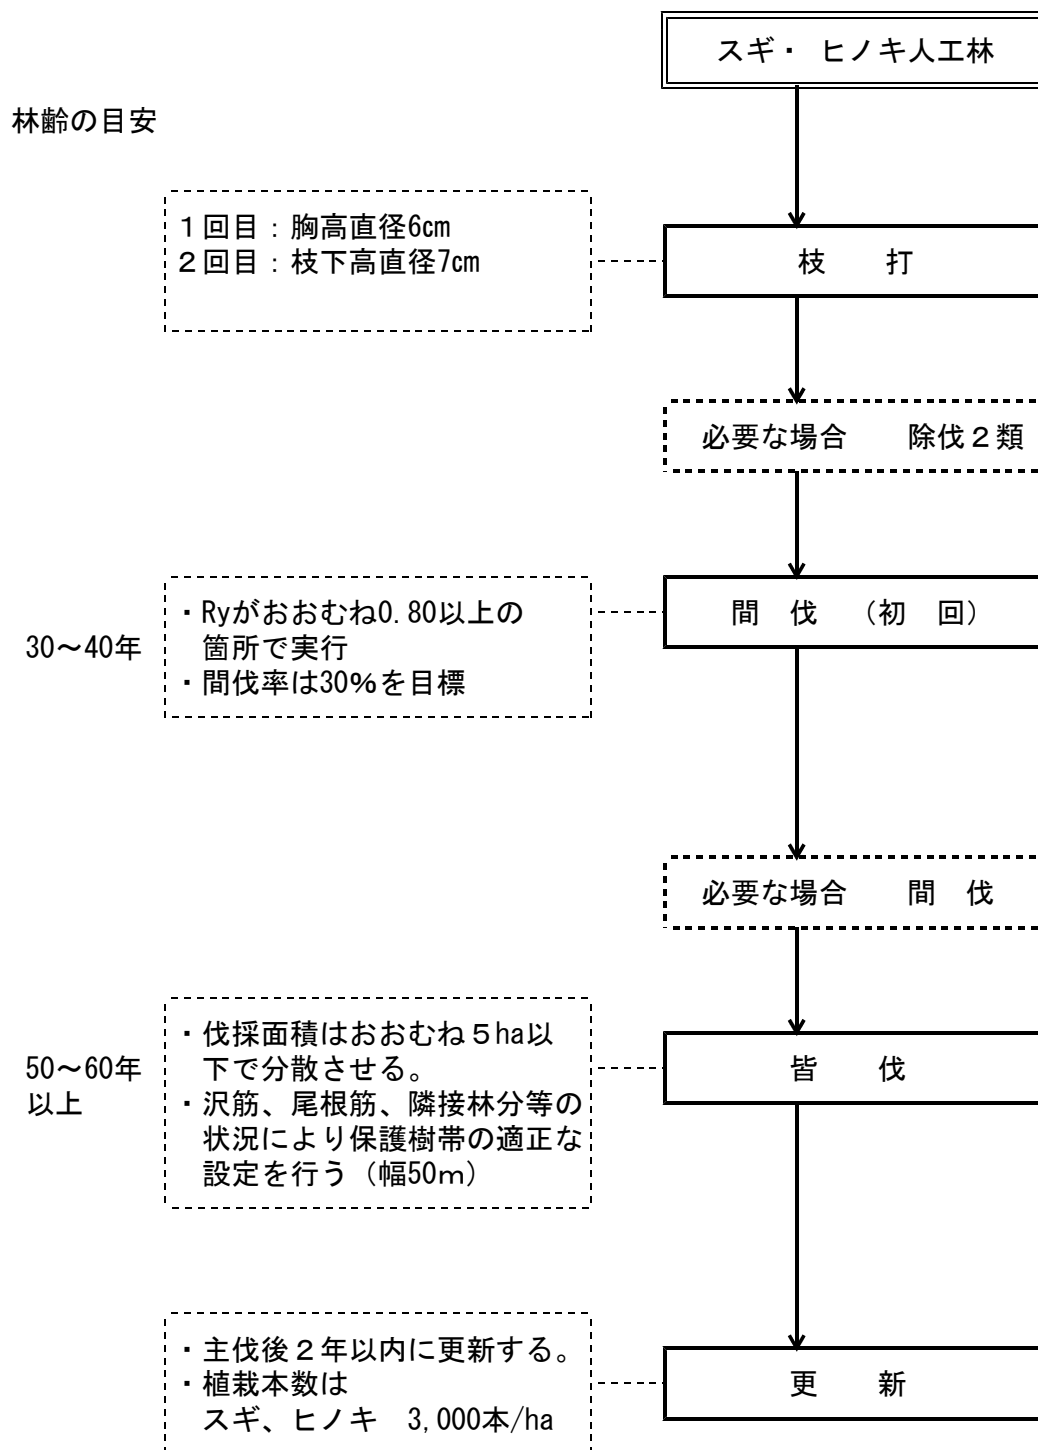 スギ・ ヒノキ人工林
林齢の目安
１回目：胸高直径6cm
２回目：枝下高直径7cm
枝　　打
必要な場合　　除伐２類
30～40年
・Ryがおおむね0.80以上の
箇所で実行
・間伐率は30%を目標
間　伐　（初　回）
必要な場合　　間　伐
50～60年
以上
・伐採面積はおおむね５ha以
下で分散させる。
・沢筋、尾根筋、隣接林分等の
状況により保護樹帯の適正な
設定を行う（幅50ｍ）
皆　　伐
・主伐後２年以内に更新する。
・植栽本数は
スギ、ヒノキ　3,000本/ha
更　　新